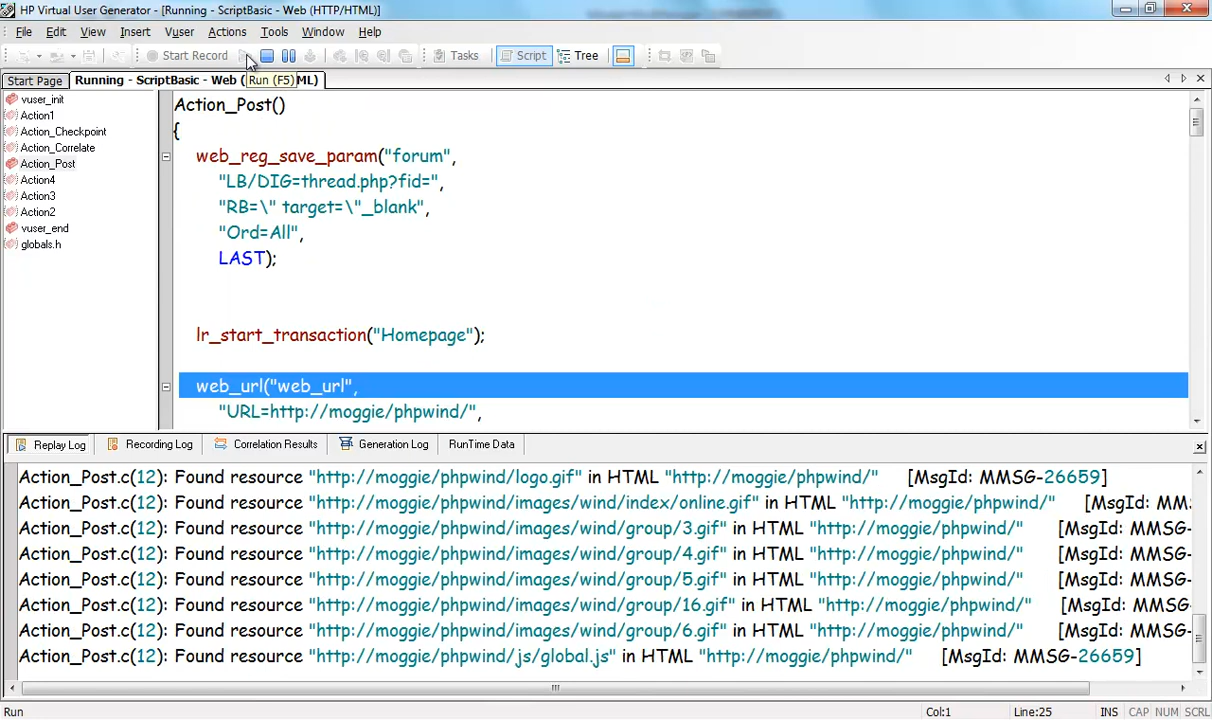 HP Virtual User Generator - [Running - ScriptBasic - Web (HTTP/HTML)]
File Edit View Insert Vuser Actions Tools Window Help
Start Record Tasks Script Tree
Start Page Running - ScriptBasic - Web ( ML)
Run (F5)
vuser_init
Action1
Action_Checkpoint
Action_Correlate
Action_Post
Action4
Action3
Action2
vuser_end
globals.h
Action_Post()
{
web_reg_save_param("forum",
"LB/DIG=thread.php?fid=",
"RB=\" target=\"_blank",
"Ord=All",
LAST);
lr_start_transaction("Homepage");
web_url("web_url",
"URL=http://moggie/phpwind/",
Replay Log Recording Log Correlation Results Generation Log RunTime Data
Action_Post.c(12): Found resource "http://moggie/phpwind/logo.gif" in HTML "http://moggie/phpwind/" [MsgId: MMSG-26659]
Action_Post.c(12): Found resource "http://moggie/phpwind/images/wind/index/online.gif" in HTML "http://moggie/phpwind/" [MsgId: MMS
Action_Post.c(12): Found resource "http://moggie/phpwind/images/wind/group/3.gif" in HTML "http://moggie/phpwind/" [MsgId: MMSG-
Action_Post.c(12): Found resource "http://moggie/phpwind/images/wind/group/4.gif" in HTML "http://moggie/phpwind/" [MsgId: MMSG-
Action_Post.c(12): Found resource "http://moggie/phpwind/images/wind/group/5.gif" in HTML "http://moggie/phpwind/" [MsgId: MMSG-
Action_Post.c(12): Found resource "http://moggie/phpwind/images/wind/group/16.gif" in HTML "http://moggie/phpwind/" [MsgId: MMSG-
Action_Post.c(12): Found resource "http://moggie/phpwind/images/wind/group/6.gif" in HTML "http://moggie/phpwind/" [MsgId: MMSG-
Action_Post.c(12): Found resource "http://moggie/phpwind/js/global.js" in HTML "http://moggie/phpwind/" [MsgId: MMSG-26659]
Run Col:1 Line:25 INS CAP NUM SCRL